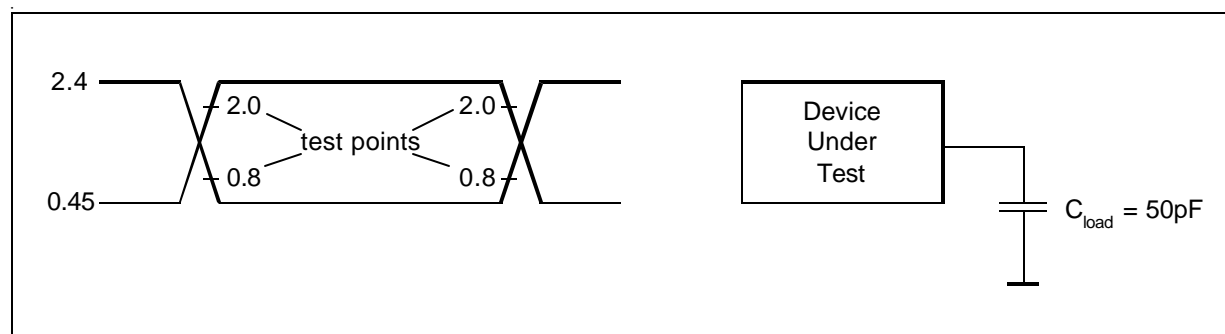 2.4
2.0
2.0
test points
0.8
0.8
0.45
Device
Under
Test
C_load = 50pF